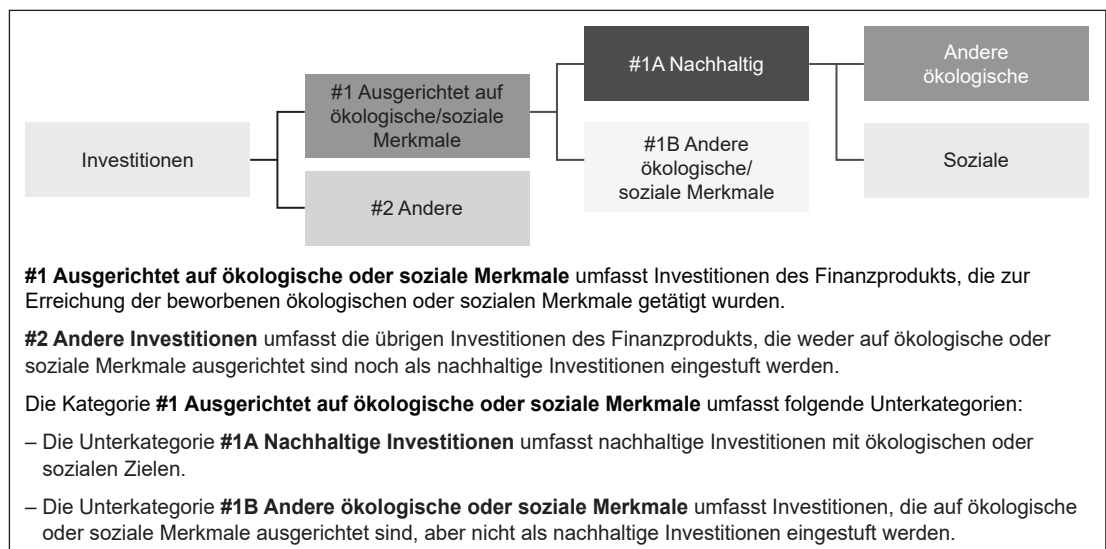 Investitionen
#1 Ausgerichtet auf
ökologische/soziale
Merkmale
#2 Andere
#1A Nachhaltig
#1B Andere
ökologische/
soziale Merkmale
Andere
ökologische
Soziale
#1 Ausgerichtet auf ökologische oder soziale Merkmale umfasst Investitionen des Finanzprodukts, die zur
Erreichung der beworbenen ökologischen oder sozialen Merkmale getätigt wurden.
#2 Andere Investitionen umfasst die übrigen Investitionen des Finanzprodukts, die weder auf ökologische oder
soziale Merkmale ausgerichtet sind noch als nachhaltige Investitionen eingestuft werden.
Die Kategorie #1 Ausgerichtet auf ökologische oder soziale Merkmale umfasst folgende Unterkategorien:
– Die Unterkategorie #1A Nachhaltige Investitionen umfasst nachhaltige Investitionen mit ökologischen oder
sozialen Zielen.
– Die Unterkategorie #1B Andere ökologische oder soziale Merkmale umfasst Investitionen, die auf ökologische
oder soziale Merkmale ausgerichtet sind, aber nicht als nachhaltige Investitionen eingestuft werden.